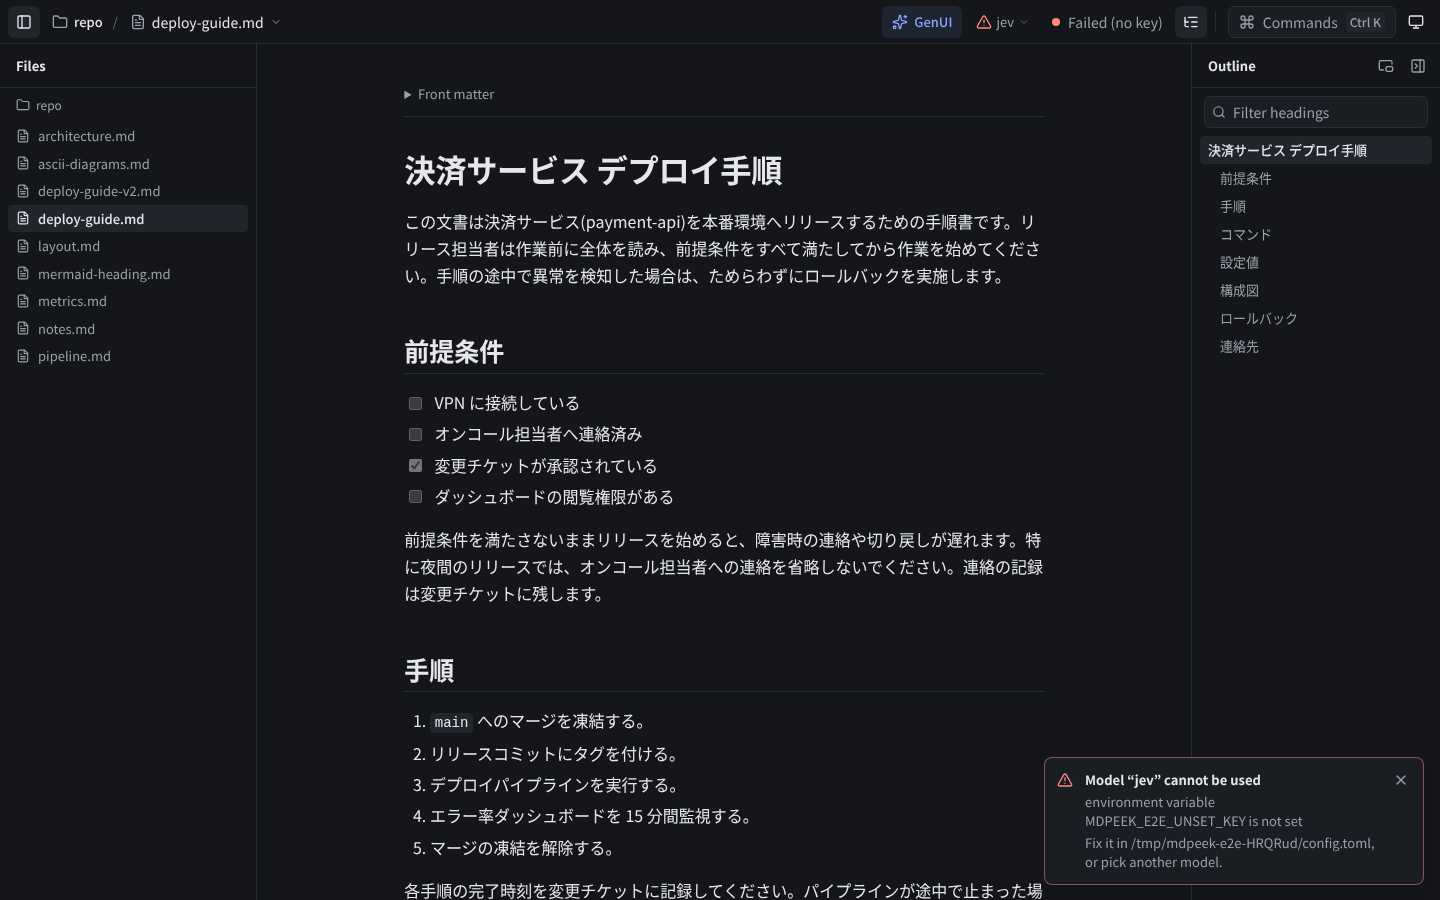 repo / deploy-guide.md
GenUI
jev
Failed (no key)
Commands Ctrl K
Files
repo
architecture.md
ascii-diagrams.md
deploy-guide-v2.md
deploy-guide.md
layout.md
mermaid-heading.md
metrics.md
notes.md
pipeline.md
Front matter
決済サービス デプロイ手順
この文書は決済サービス(payment-api)を本番環境へリリースするための手順書です。リ
リース担当者は作業前に全体を読み、前提条件をすべて満たしてから作業を始めてくださ
い。手順の途中で異常を検知した場合は、ためらわずにロールバックを実施します。
前提条件
VPN に接続している
オンコール担当者へ連絡済み
変更チケットが承認されている
ダッシュボードの閲覧権限がある
前提条件を満たさないままリリースを始めると、障害時の連絡や切り戻しが遅れます。特
に夜間のリリースでは、オンコール担当者への連絡を省略しないでください。連絡の記録
は変更チケットに残します。
手順
1. main へのマージを凍結する。
2. リリースコミットにタグを付ける。
3. デプロイパイプラインを実行する。
4. エラー率ダッシュボードを 15 分間監視する。
5. マージの凍結を解除する。
各手順の完了時刻を変更チケットに記録してください。パイプラインが途中で止まった場
Outline
Filter headings
決済サービス デプロイ手順
前提条件
手順
コマンド
設定値
構成図
ロールバック
連絡先
Model “jev” cannot be used
environment variable
MDPEEK_E2E_UNSET_KEY is not set
Fix it in /tmp/mdpeek-e2e-HRQRud/config.toml,
or pick another model.